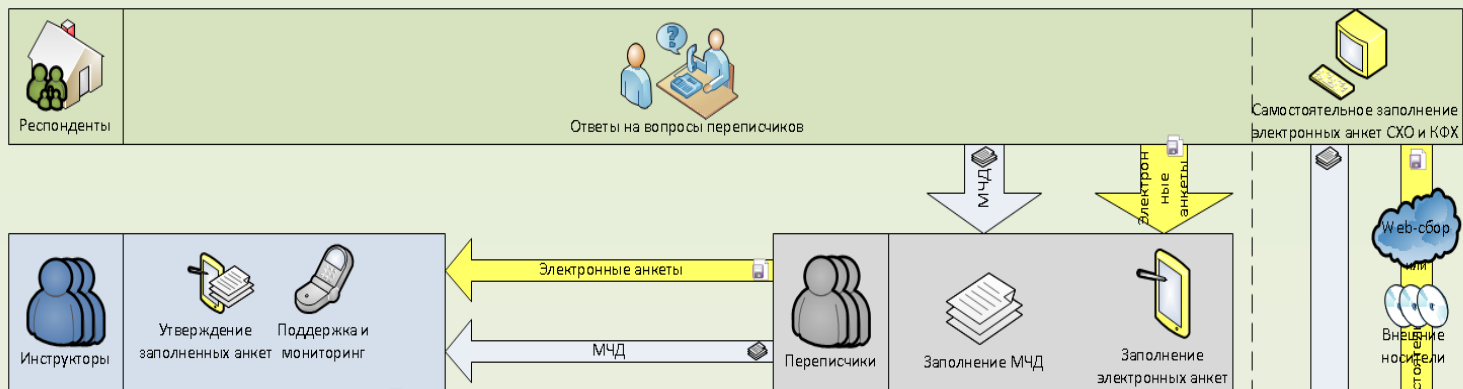 Респонденты
Ответы на вопросы переписчиков
Самостоятельное заполнение
электронных анкет СХО и КФХ
МЧД
Электрон
ные
анкеты
Web-сбор
или
Внешние
носители
Инструкторы
Утверждение
заполненных анкет
Поддержка и
мониторинг
Электронные анкеты
МЧД
Переписчики
Заполнение МЧД
Заполнение
электронных анкет